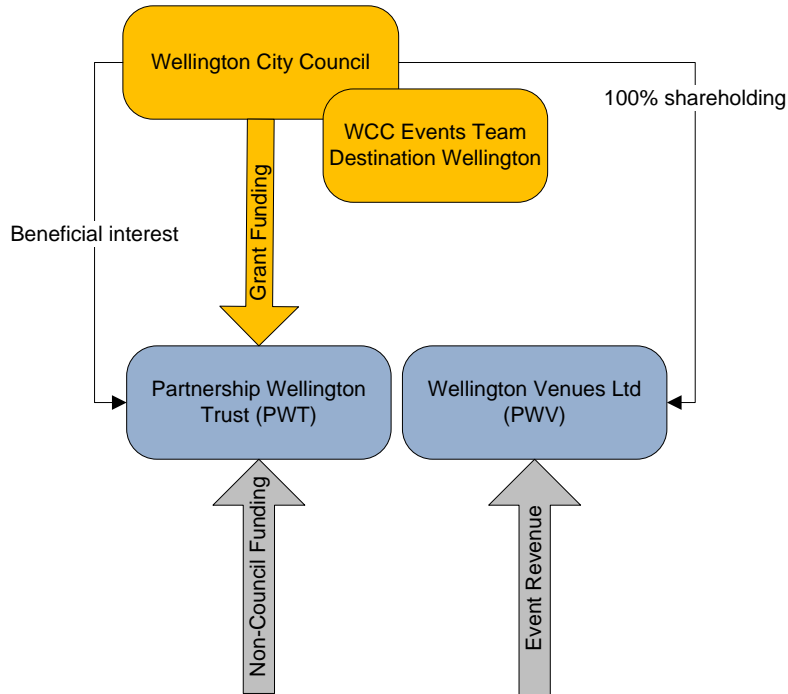 Wellington City Council
100% shareholding
WCC Events Team
Destination Wellington
Grant Funding
Beneficial interest
Partnership Wellington
Trust (PWT)
Wellington Venues Ltd
(PWV)
Non-Council Funding
Event Revenue